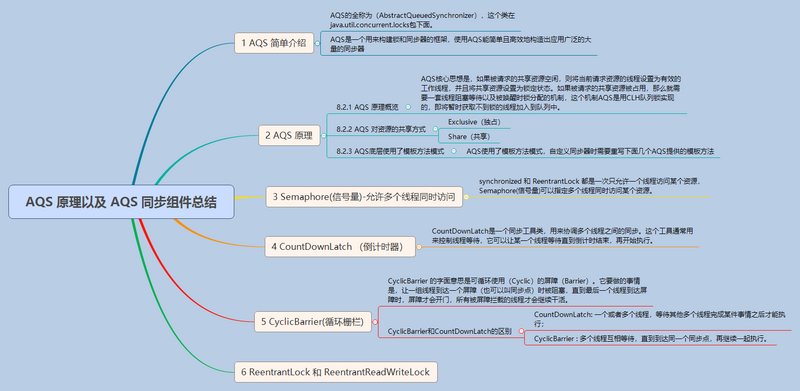 AQS 原理以及 AQS 同步组件总结
1 AQS 简单介绍
AQS的全称为（AbstractQueuedSynchronizer），这个类在
java.util.concurrent.locks包下面。
AQS是一个用来构建锁和同步器的框架，使用AQS能简单且高效地构造出应用广泛的大
量的同步器
2 AQS 原理
8.2.1 AQS 原理概览
AQS核心思想是，如果被请求的共享资源空闲，则将当前请求资源的线程设置为有效的
工作线程，并且将共享资源设置为锁定状态。如果被请求的共享资源被占用，那么就需
要一套线程阻塞等待以及被唤醒时锁分配的机制，这个机制AQS是用CLH队列锁实现
的，即将暂时获取不到锁的线程加入到队列中。
8.2.2 AQS 对资源的共享方式
Exclusive（独占）
Share（共享）
8.2.3 AQS底层使用了模板方法模式
AQS使用了模板方法模式，自定义同步器时需要重写下面几个AQS提供的模板方法
3 Semaphore(信号量)-允许多个线程同时访问
synchronized 和 ReentrantLock 都是一次只允许一个线程访问某个资源，
Semaphore(信号量)可以指定多个线程同时访问某个资源。
4 CountDownLatch （倒计时器）
CountDownLatch是一个同步工具类，用来协调多个线程之间的同步。这个工具通常用
来控制线程等待，它可以让某一个线程等待直到倒计时结束，再开始执行。
5 CyclicBarrier(循环栅栏)
CyclicBarrier 的字面意思是可循环使用（Cyclic）的屏障（Barrier）。它要做的事情
是，让一组线程到达一个屏障（也可以叫同步点）时被阻塞，直到最后一个线程到达屏
障时，屏障才会开门，所有被屏障拦截的线程才会继续干活。
CyclicBarrier和CountDownLatch的区别
CountDownLatch: 一个或者多个线程，等待其他多个线程完成某件事情之后才能执
行；
CyclicBarrier : 多个线程互相等待，直到到达同一个同步点，再继续一起执行。
6 ReentrantLock 和 ReentrantReadWriteLock